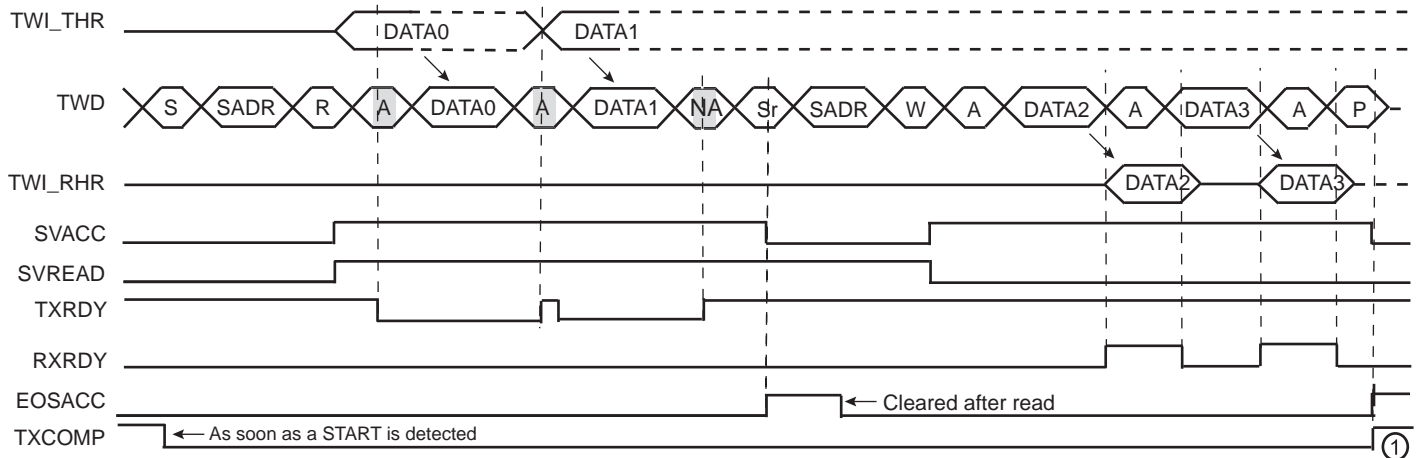 TWI_THR DATA0 DATA1
TWD S SADR R A DATA0 A DATA1 NA Sr SADR W A DATA2 A DATA3 A P
TWI_RHR DATA2 DATA3
SVACC
SVREAD
TXRDY
RXRDY
EOSACC Cleared after read
TXCOMP As soon as a START is detected 1